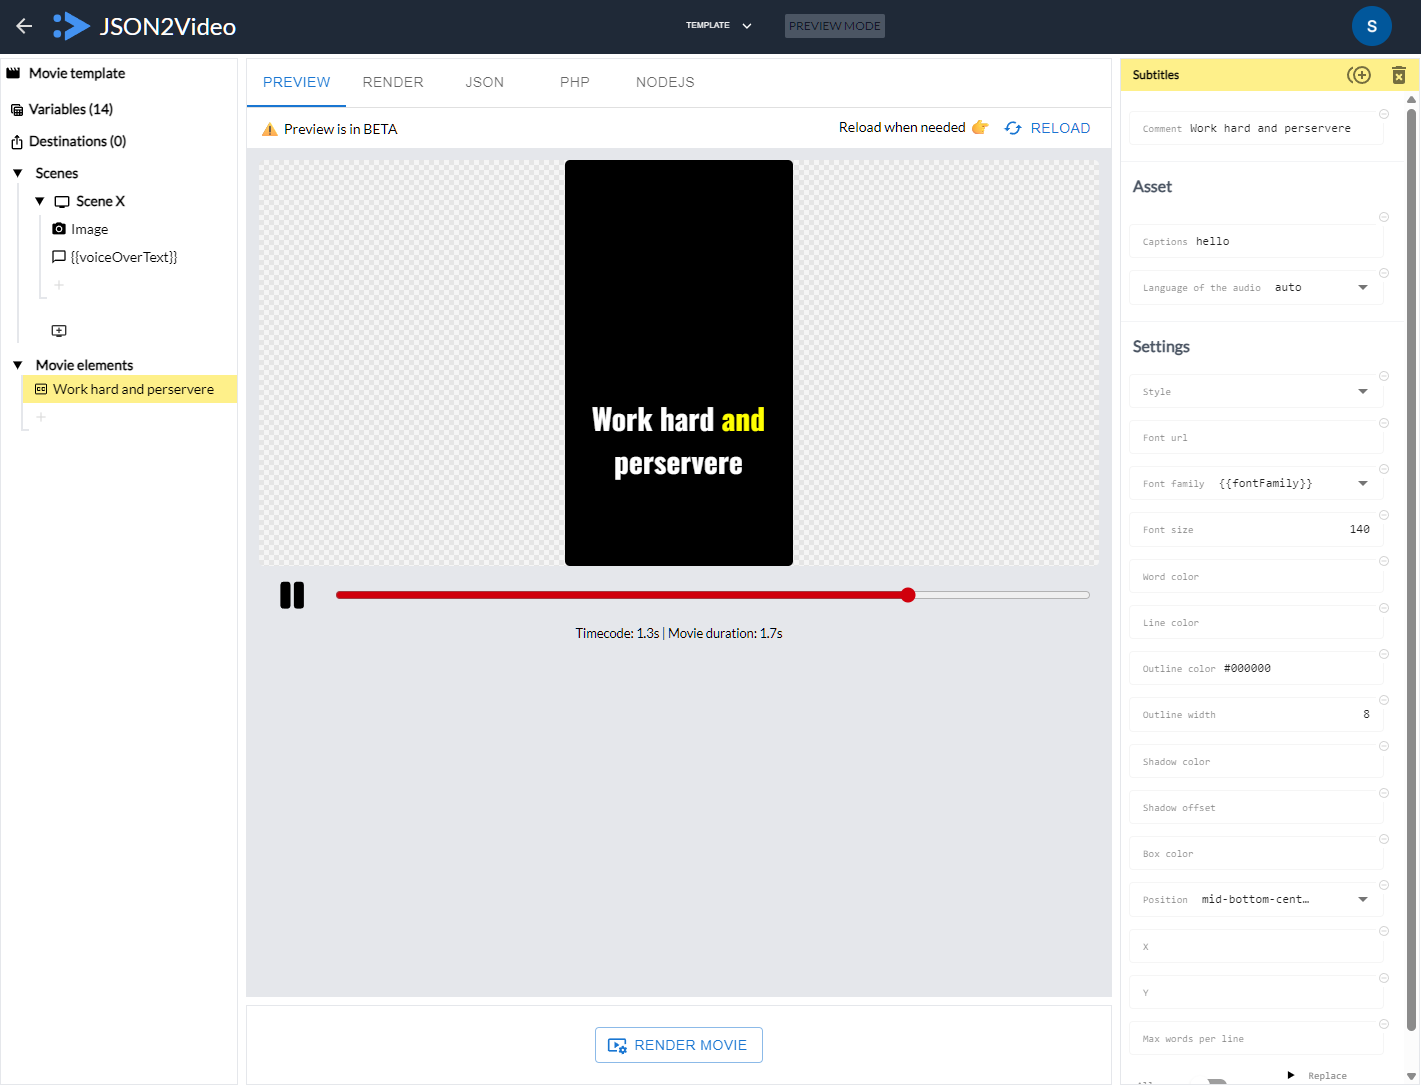 JSON2Video
TEMPLATE
PREVIEW MODE
S
Movie template
Variables (14)
Destinations (0)
Scenes
Scene X
Image
{{voiceOverText}}
Movie elements
Work hard and perservere
PREVIEW
RENDER
JSON
PHP
NODEJS
Preview is in BETA
Reload when needed
RELOAD
Work hard and
perservere
Timecode: 1.3s | Movie duration: 1.7s
RENDER MOVIE
Subtitles
Comment Work hard and perservere
Asset
Captions hello
Language of the audio auto
Settings
Style
Font url
Font family {{fontFamily}}
Font size 140
Word color
Line color
Outline color #000000
Outline width 8
Shadow color
Shadow offset
Box color
Position mid-bottom-cent…
X
Y
Max words per line
Replace